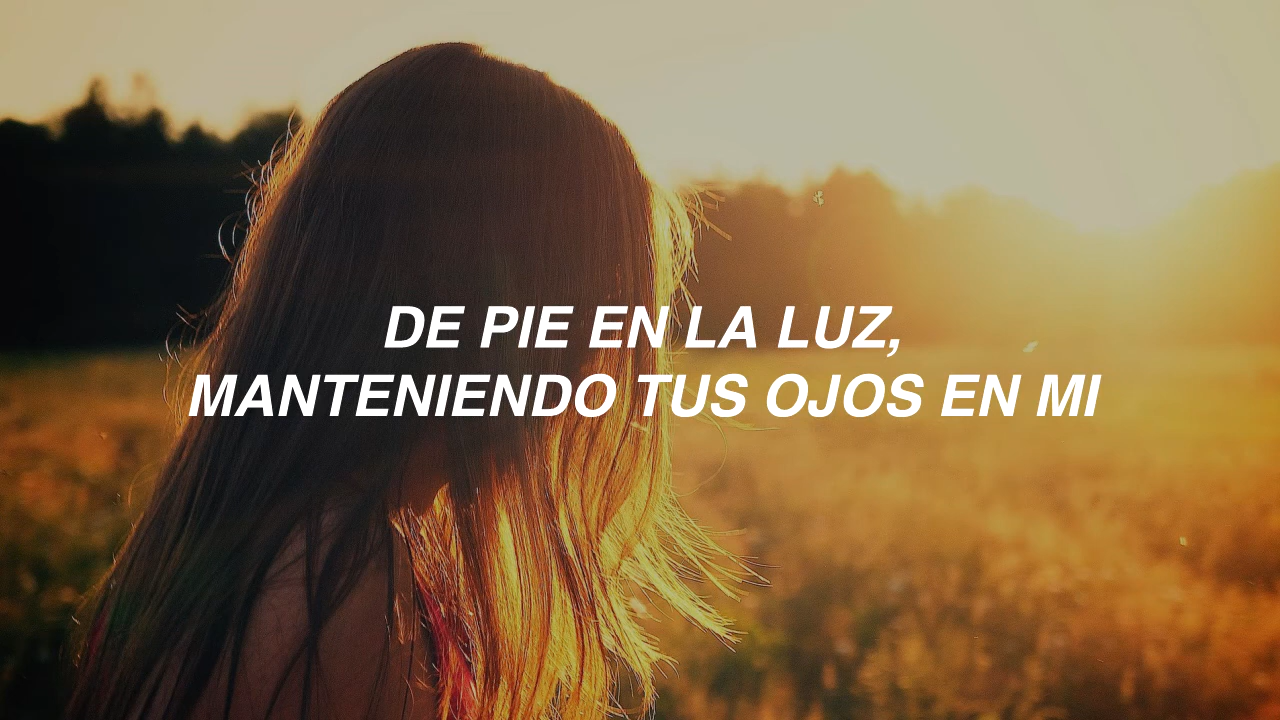 DE PIE EN LA LUZ,
MANTENIENDO TUS OJOS EN MI